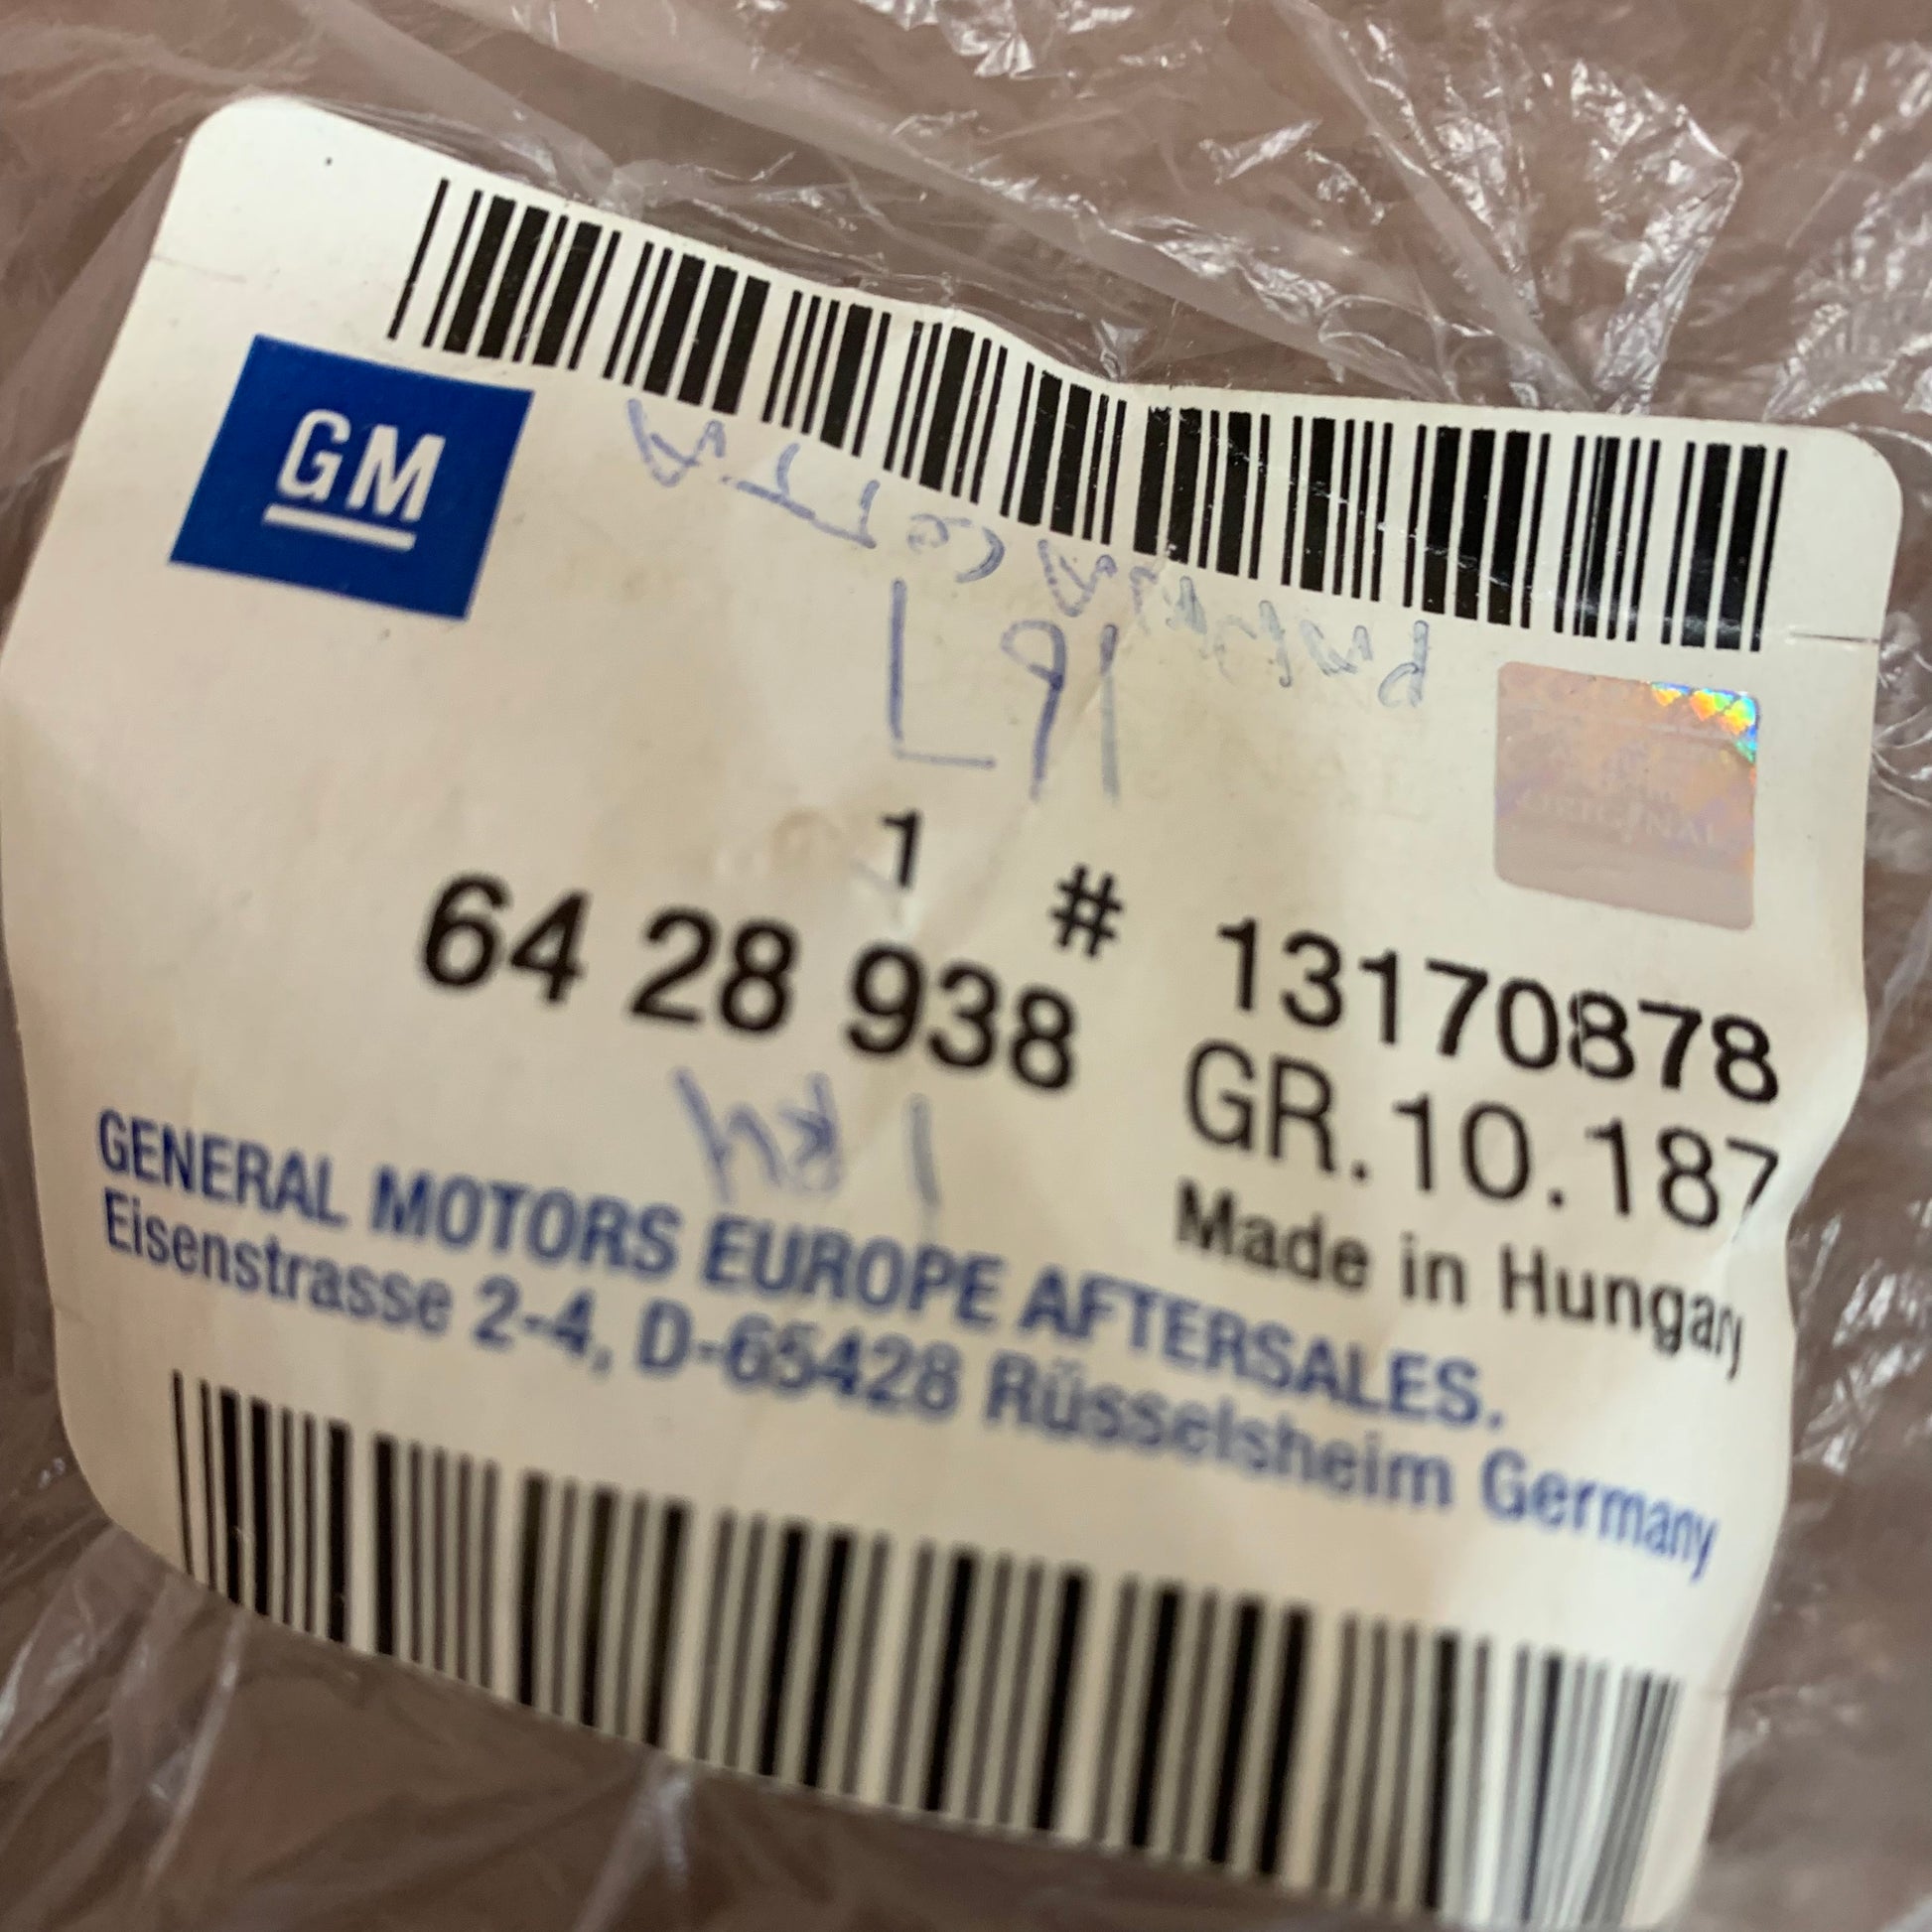 GM
ORIGINAL
1 #
64 28 938
13170878
GR.10.187
Made in Hungary
GENERAL MOTORS EUROPE AFTERSALES.
Eisenstrasse 2-4, D-65428 Rüsselsheim Germany